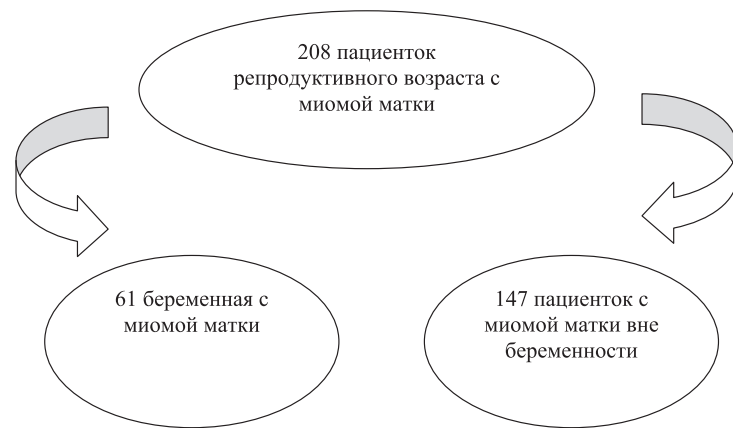 208 пациенток
репродуктивного возраста с
миомой матки
61 беременная с
миомой матки
147 пациенток с
миомой матки вне
беременности